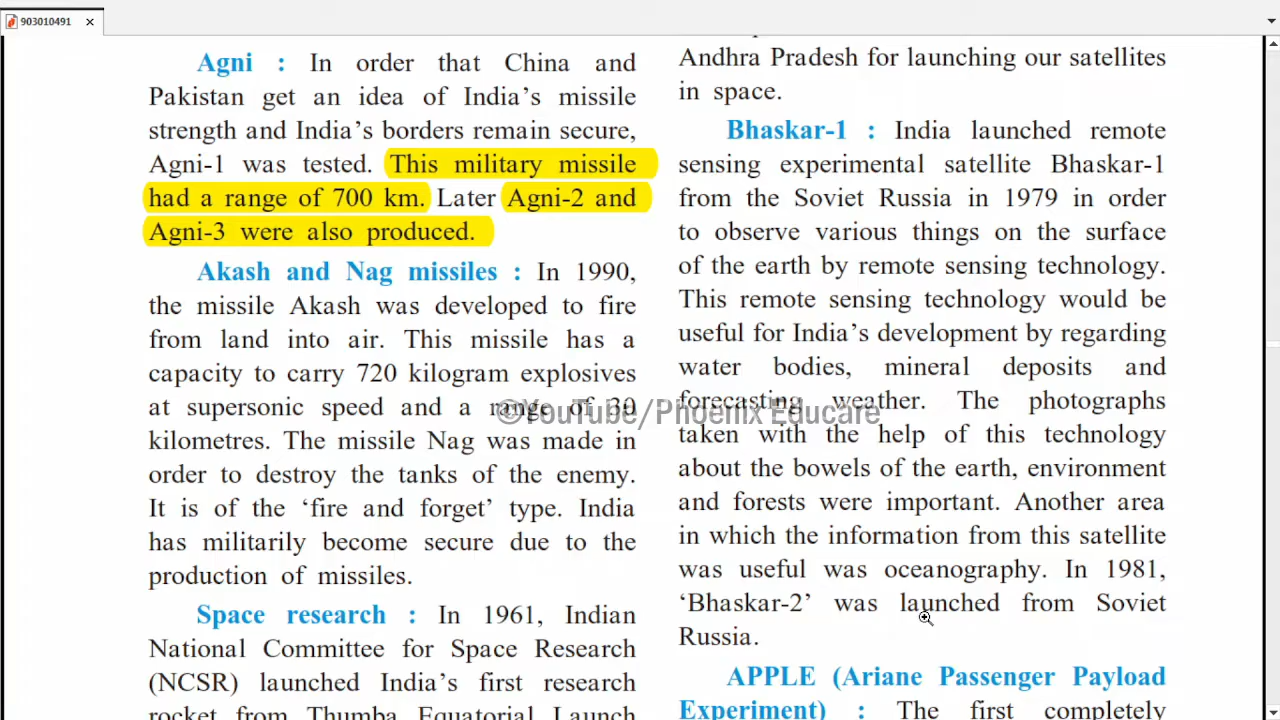 903010491
Agni : In order that China and
Pakistan get an idea of India's missile
strength and India's borders remain secure,
Agni-1 was tested. This military missile
had a range of 700 km. Later Agni-2 and
Agni-3 were also produced.
Akash and Nag missiles : In 1990,
the missile Akash was developed to fire
from land into air. This missile has a
capacity to carry 720 kilogram explosives
at supersonic speed and a range of 30
kilometres. The missile Nag was made in
order to destroy the tanks of the enemy.
It is of the ‘fire and forget’ type. India
has militarily become secure due to the
production of missiles.
Space research : In 1961, Indian
National Committee for Space Research
(NCSR) launched India's first research
rocket from Thumba Equatorial Launch
Andhra Pradesh for launching our satellites
in space.
Bhaskar-1 : India launched remote
sensing experimental satellite Bhaskar-1
from the Soviet Russia in 1979 in order
to observe various things on the surface
of the earth by remote sensing technology.
This remote sensing technology would be
useful for India's development by regarding
water bodies, mineral deposits and
forecasting weather. The photographs
taken with the help of this technology
about the bowels of the earth, environment
and forests were important. Another area
in which the information from this satellite
was useful was oceanography. In 1981,
‘Bhaskar-2’ was launched from Soviet
Russia.
APPLE (Ariane Passenger Payload
Experiment) : The first completely
©YouTube/Phoenix Educare